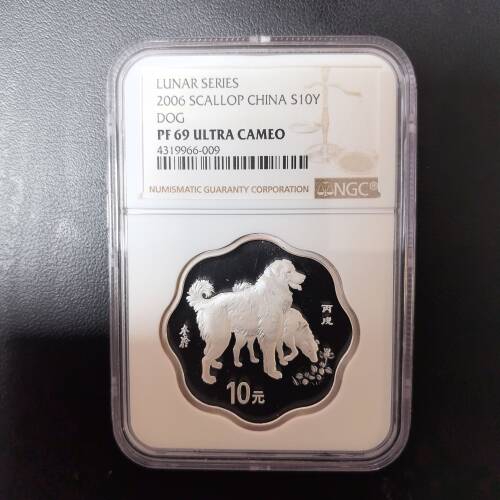 LUNAR SERIES
2006 SCALLOP CHINA S10Y
DOG
PF 69 ULTRA CAMEO
4319966-009
NUMISMATIC GUARANTY CORPORATION
NGC®
丙戌
10元